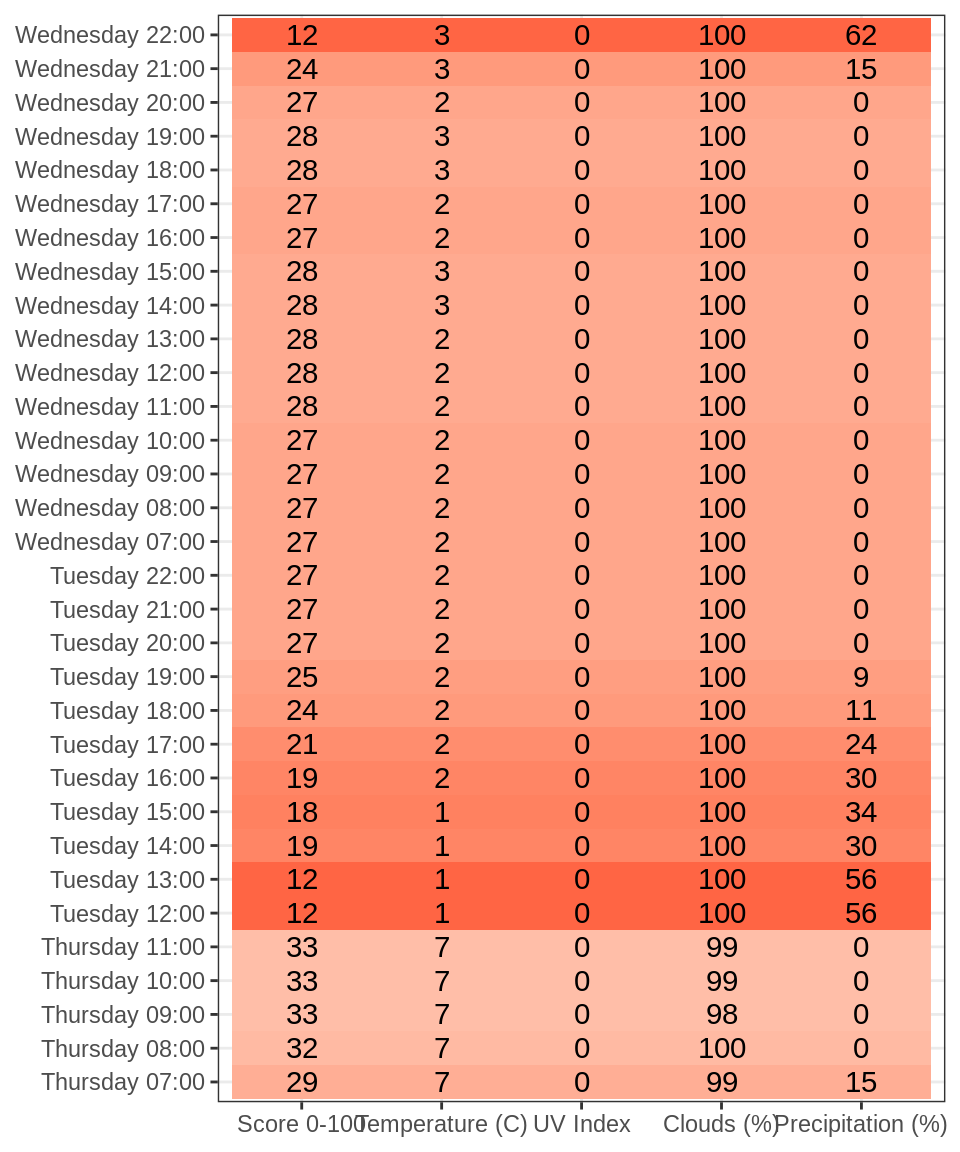 Wednesday 22:00 12 3 0 100 62
Wednesday 21:00 24 3 0 100 15
Wednesday 20:00 27 2 0 100 0
Wednesday 19:00 28 3 0 100 0
Wednesday 18:00 28 3 0 100 0
Wednesday 17:00 27 2 0 100 0
Wednesday 16:00 27 2 0 100 0
Wednesday 15:00 28 3 0 100 0
Wednesday 14:00 28 3 0 100 0
Wednesday 13:00 28 2 0 100 0
Wednesday 12:00 28 2 0 100 0
Wednesday 11:00 28 2 0 100 0
Wednesday 10:00 27 2 0 100 0
Wednesday 09:00 27 2 0 100 0
Wednesday 08:00 27 2 0 100 0
Wednesday 07:00 27 2 0 100 0
Tuesday 22:00 27 2 0 100 0
Tuesday 21:00 27 2 0 100 0
Tuesday 20:00 27 2 0 100 0
Tuesday 19:00 25 2 0 100 9
Tuesday 18:00 24 2 0 100 11
Tuesday 17:00 21 2 0 100 24
Tuesday 16:00 19 2 0 100 30
Tuesday 15:00 18 1 0 100 34
Tuesday 14:00 19 1 0 100 30
Tuesday 13:00 12 1 0 100 56
Tuesday 12:00 12 1 0 100 56
Thursday 11:00 33 7 0 99 0
Thursday 10:00 33 7 0 99 0
Thursday 09:00 33 7 0 98 0
Thursday 08:00 32 7 0 100 0
Thursday 07:00 29 7 0 99 15
Score 0-100 Temperature (C) UV Index Clouds (%) Precipitation (%)